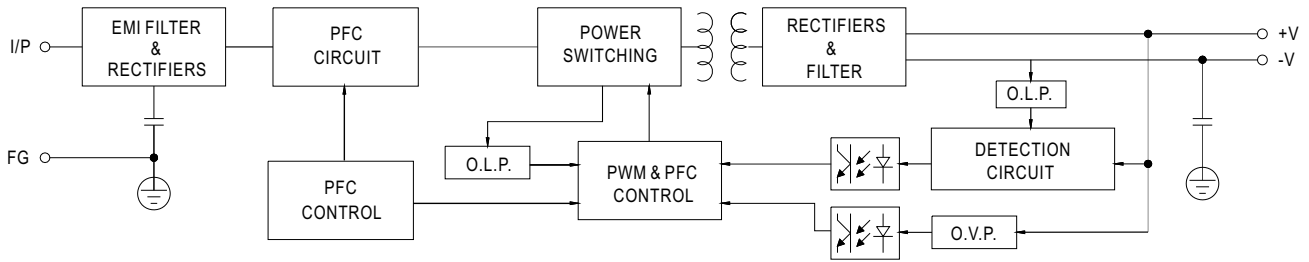 I/P
EMI FILTER
&
RECTIFIERS
PFC
CIRCUIT
POWER
SWITCHING
RECTIFIERS
&
FILTER
+V
-V
O.L.P.
FG
O.L.P.
PFC
CONTROL
PWM & PFC
CONTROL
DETECTION
CIRCUIT
O.V.P.